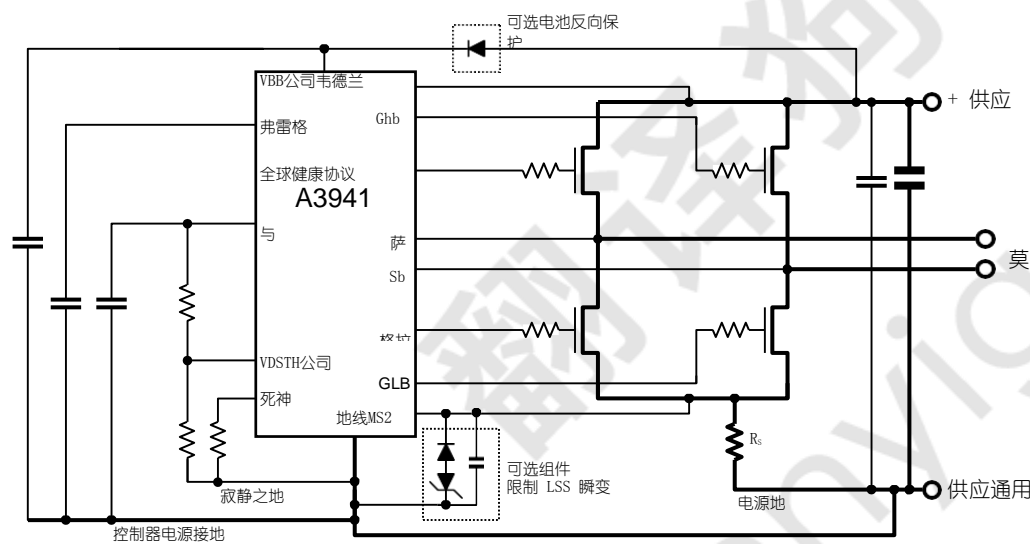 可选电池反向保
护
VBB公司韦德兰
弗雷格
Ghb
+ 供应
全球健康协议
A3941
与
萨
Sb
莫
VDSTH公司
GLB
死神
地线MS2
Rs
可选组件
限制 LSS 瞬变
寂静之地
电源地
供应通用
控制器电源接地
翻译狗